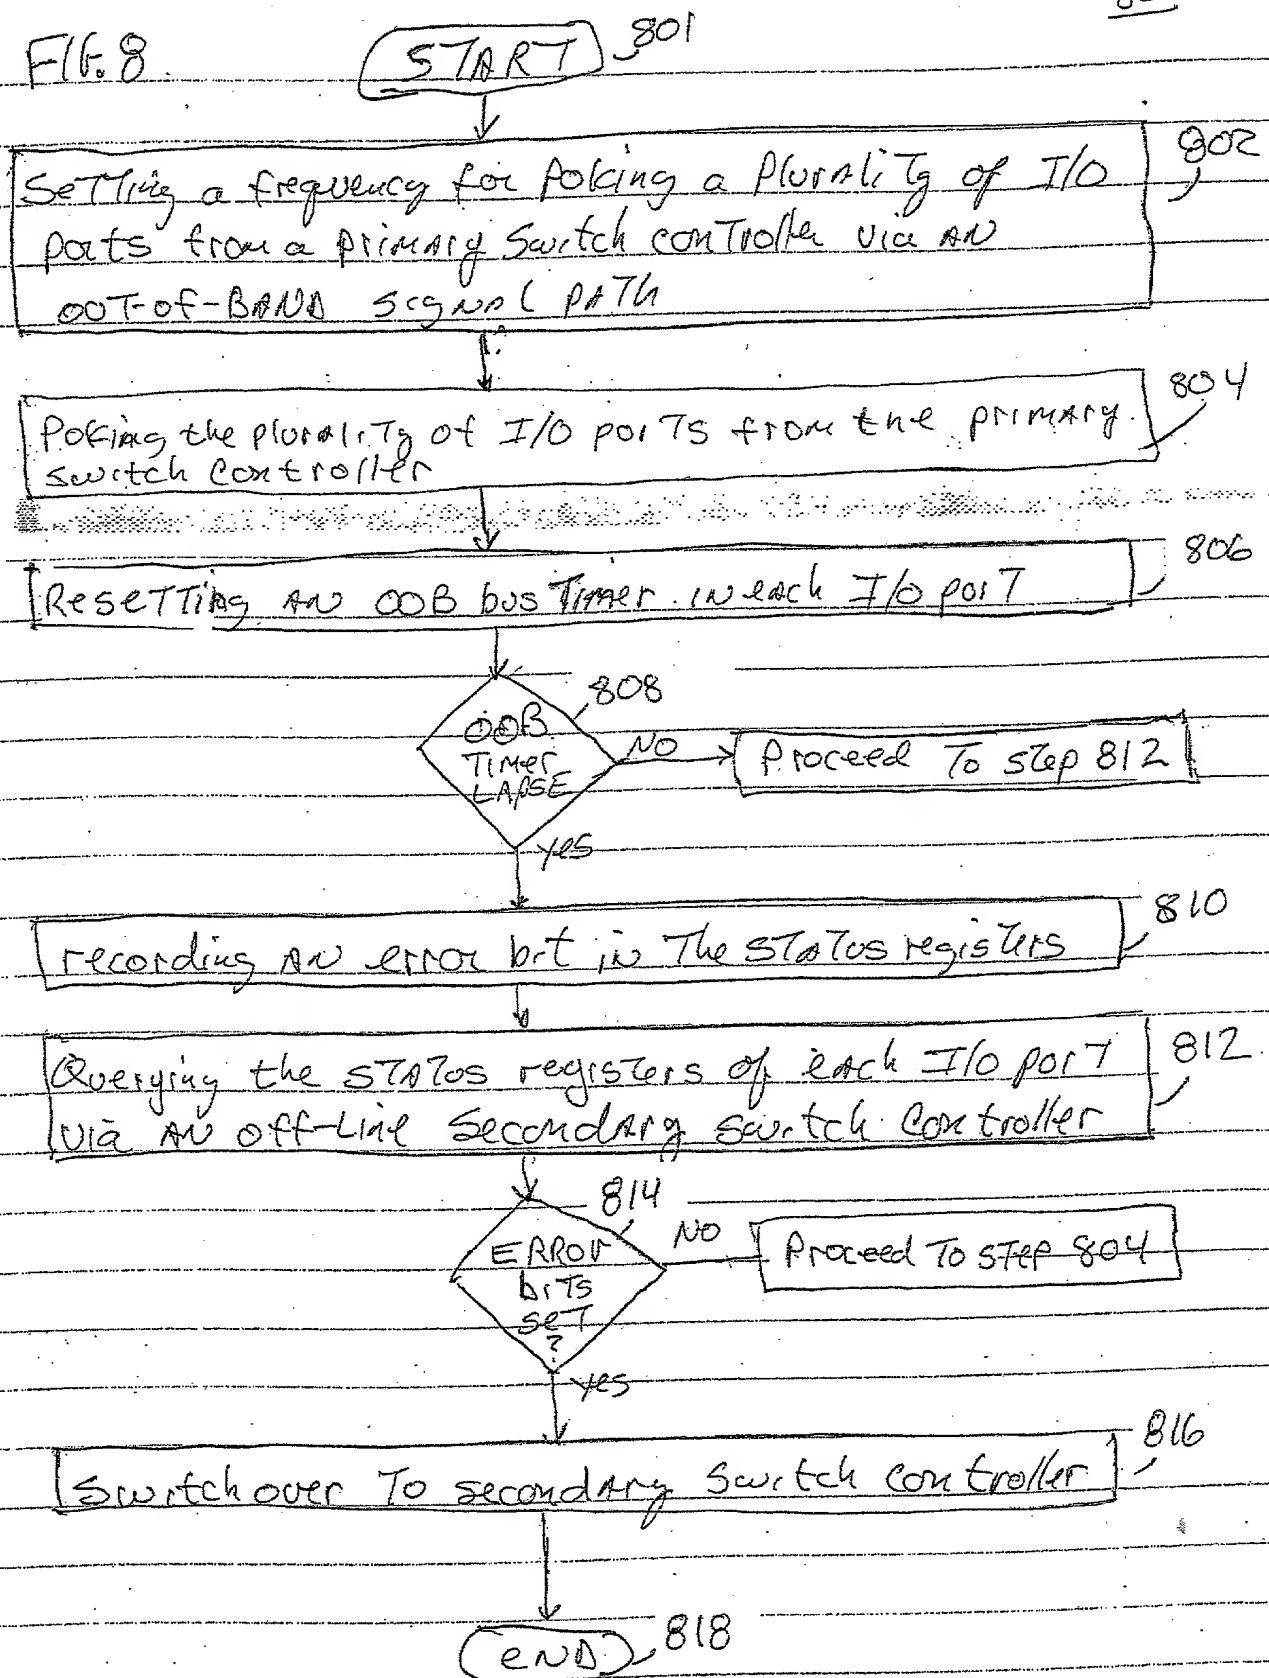 FIG. 8
START 801
Setting a frequency for Poking a Plurality of I/O 802
ports from a primary switch controller via an
out-of-band signal path
Poking the plurality of I/O ports from the primary 804
switch controller
Resetting an OOB bus Timer in each I/O port 806
808
OOB
Timer
LAPSE
NO
Proceed To step 812
yes
recording an error bit in The status registers 810
Querying the status registers of each I/O port 812
via an off-Line Secondary switch controller
814
ERROR
bits
set
?
NO
Proceed To step 804
yes
Switch over To secondary Switch controller 816
END 818